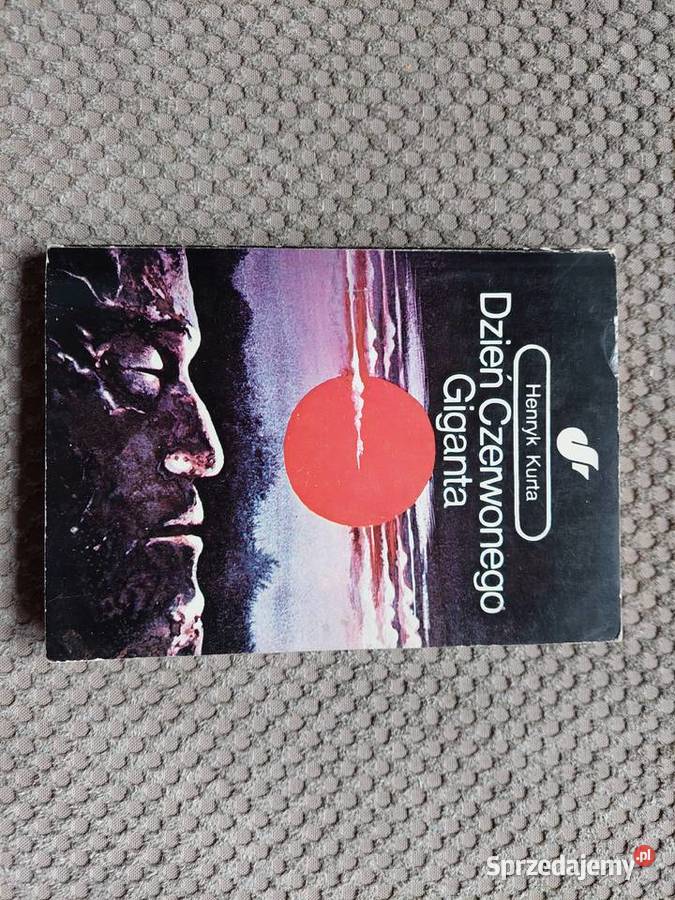 Henryk Kurta
Dzień Czerwonego
Giganta
Sprzedajemy.pl